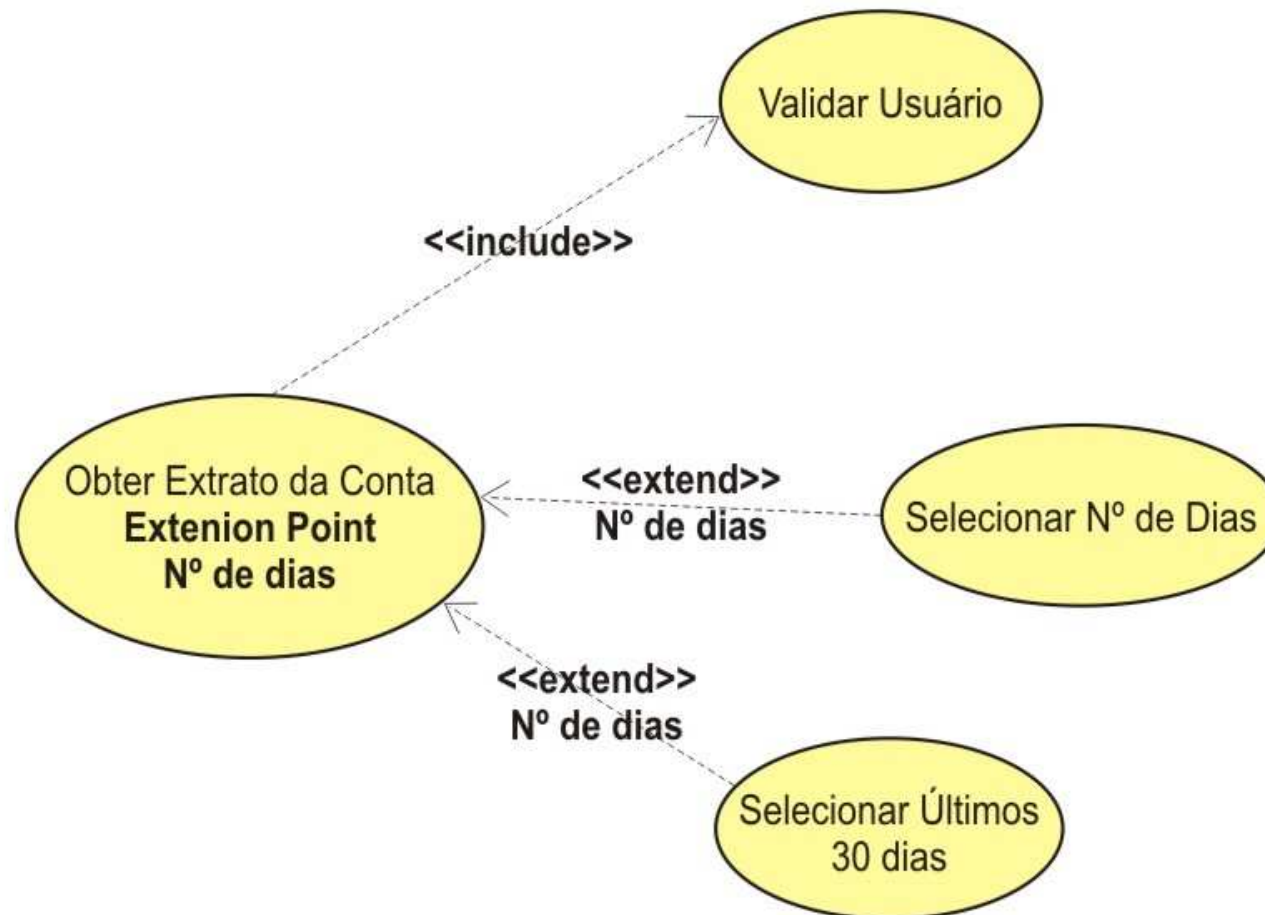 Validar Usuário
<<include>>
Obter Extrato da Conta
Extenion Point
Nº de dias
<<extend>>
Nº de dias
Selecionar Nº de Dias
<<extend>>
Nº de dias
Selecionar Últimos
30 dias